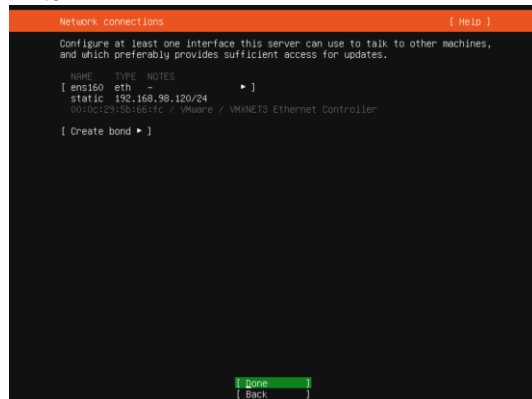 Network connections [ Help ]
Configure at least one interface this server can use to talk to other machines,
and which preferably provides sufficient access for updates.
NAME TYPE NOTES
[ ens160 eth – ▸ ]
static 192.168.98.120/24
00:0c:29:5b:66:fc / VMware / VMXNET3 Ethernet Controller
[ Create bond ▸ ]
[ Done ]
[ Back ]